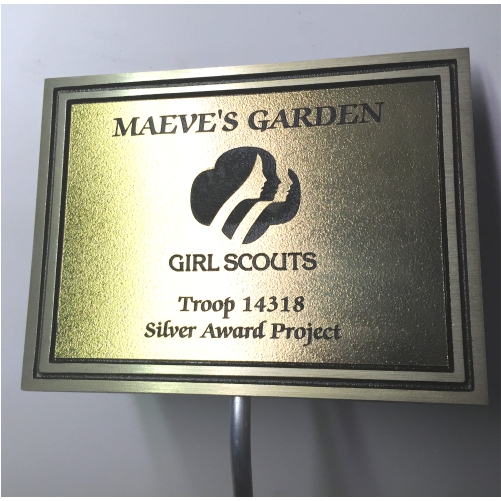 MAEVE'S GARDEN
GIRL SCOUTS
Troop 14318
Silver Award Project